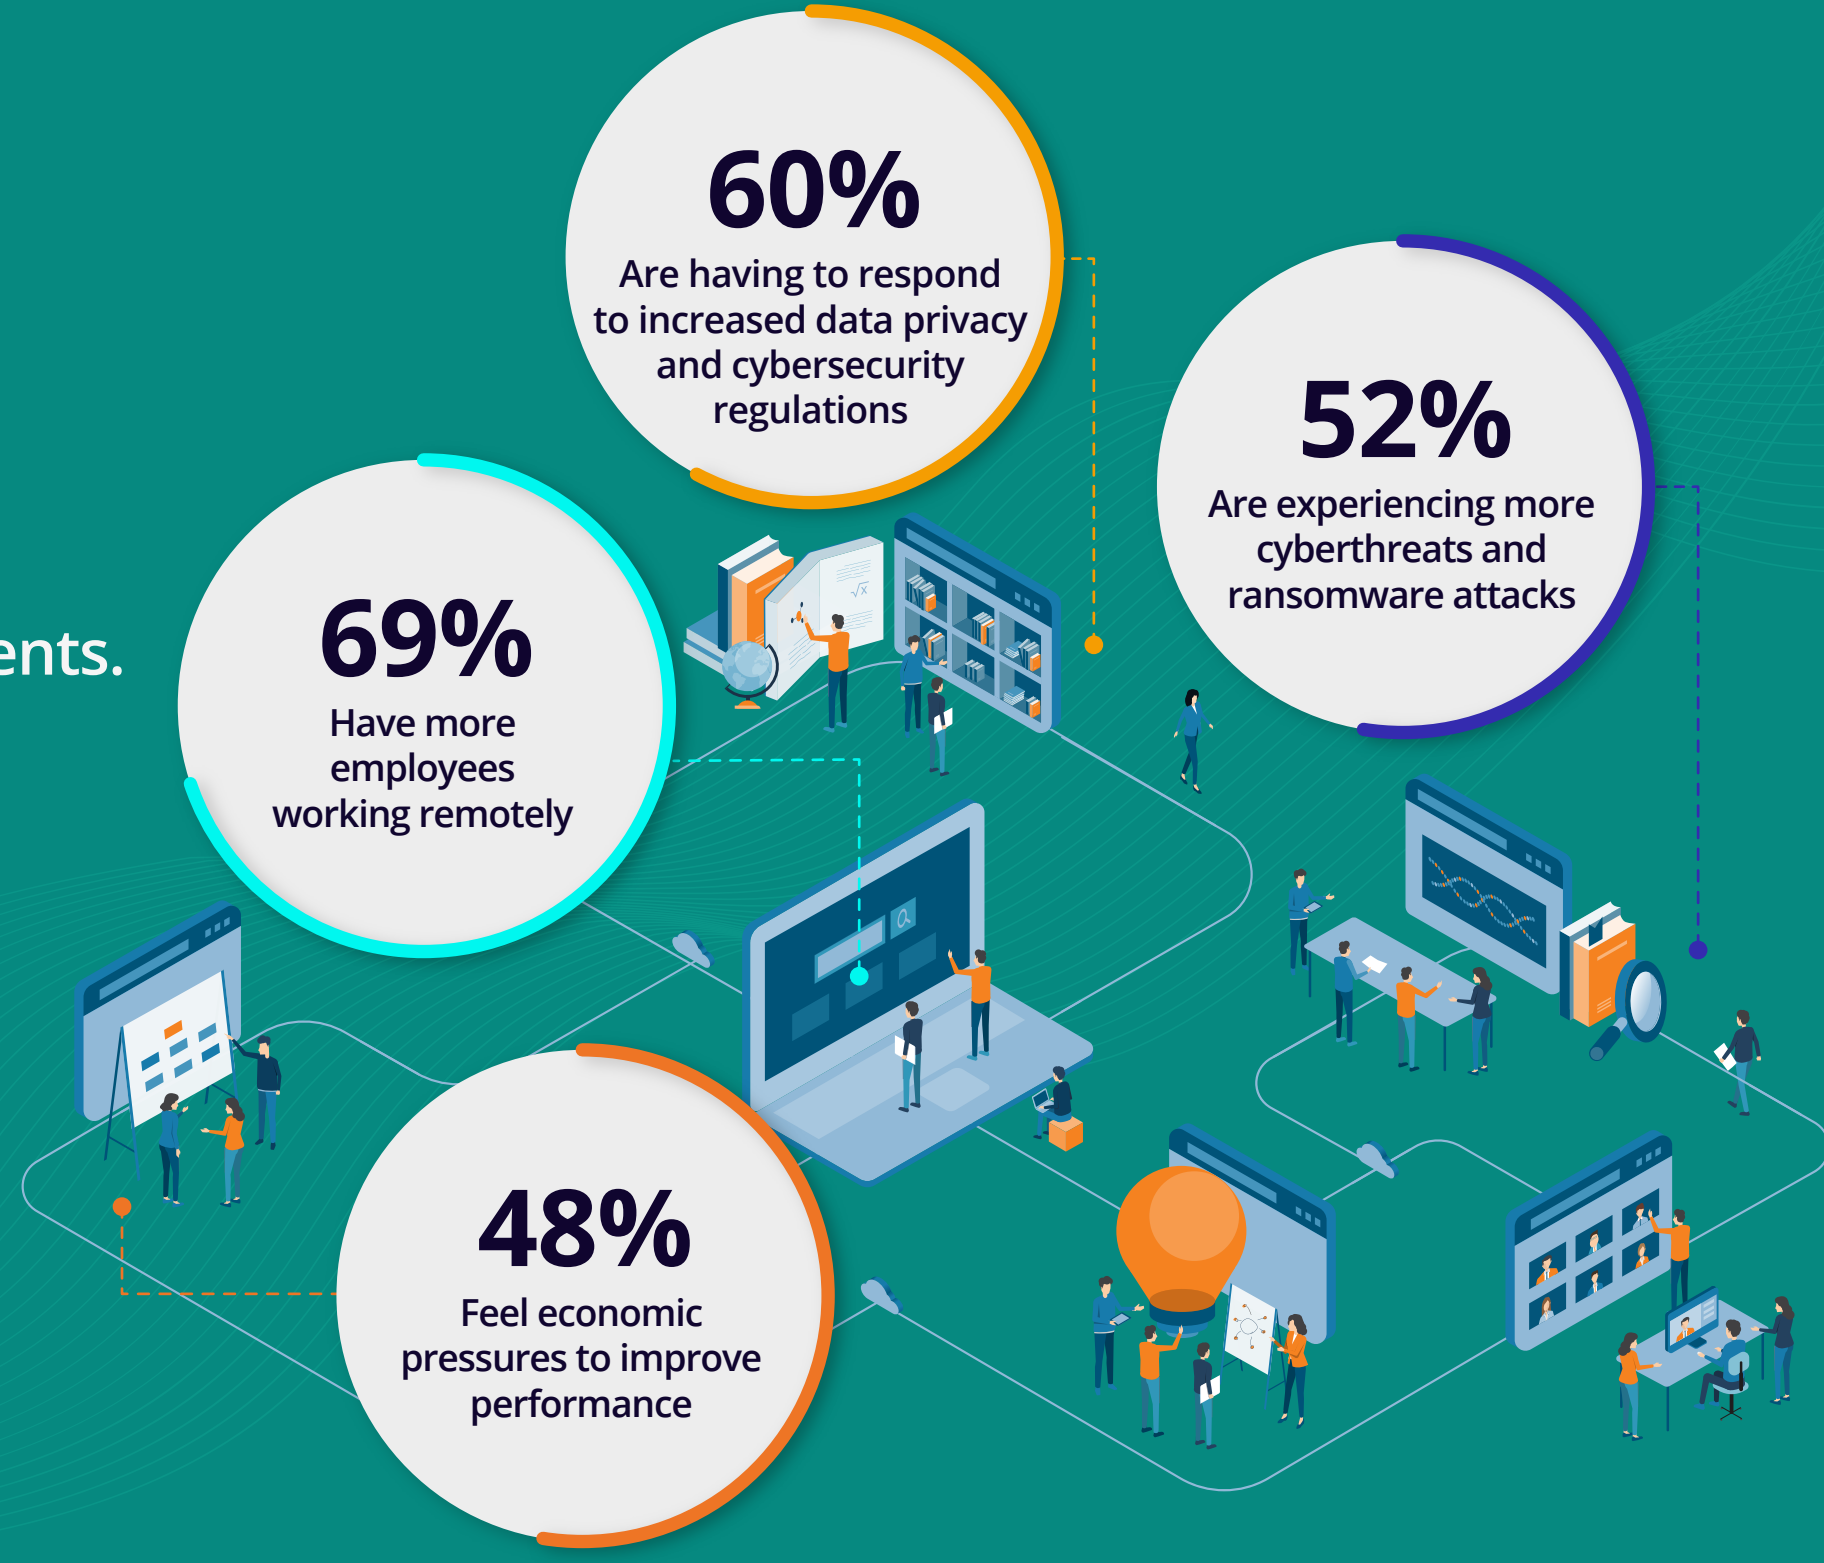 60%
Are having to respond
to increased data privacy
and cybersecurity
regulations
52%
Are experiencing more
cyberthreats and
ransomware attacks
ents.
69%
Have more
employees
working remotely
√x
48%
Feel economic
pressures to improve
performance